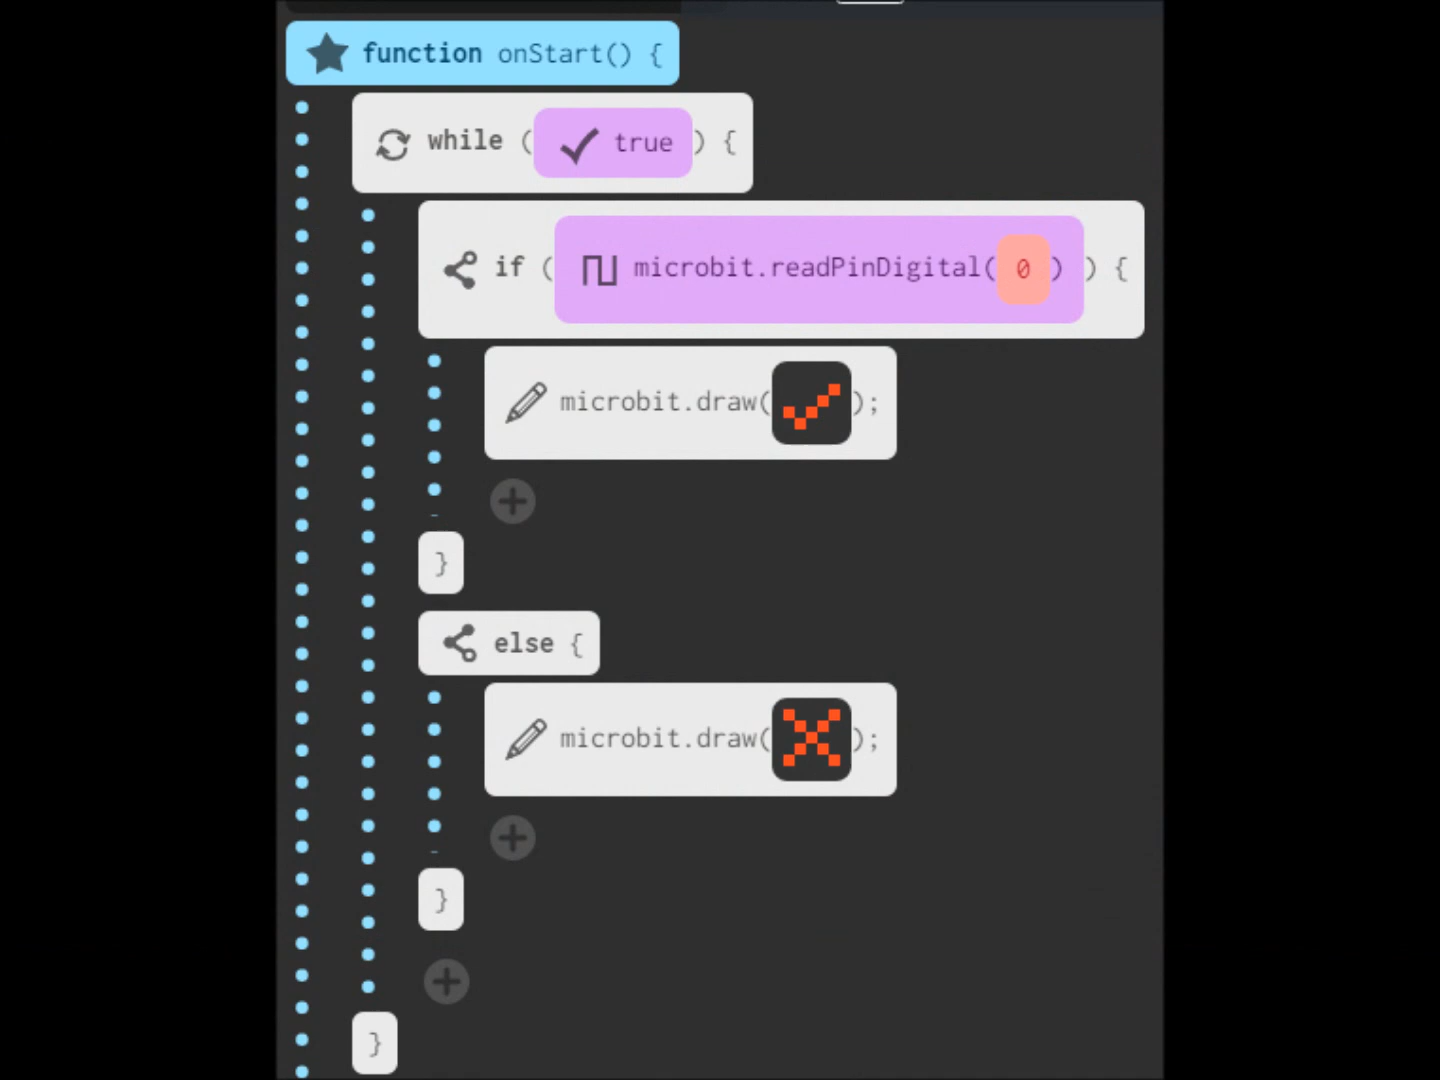 function onStart() {
while ( true ) {
if ( microbit.readPinDigital( 0 ) ) {
microbit.draw( );
}
else {
microbit.draw( );
}
}